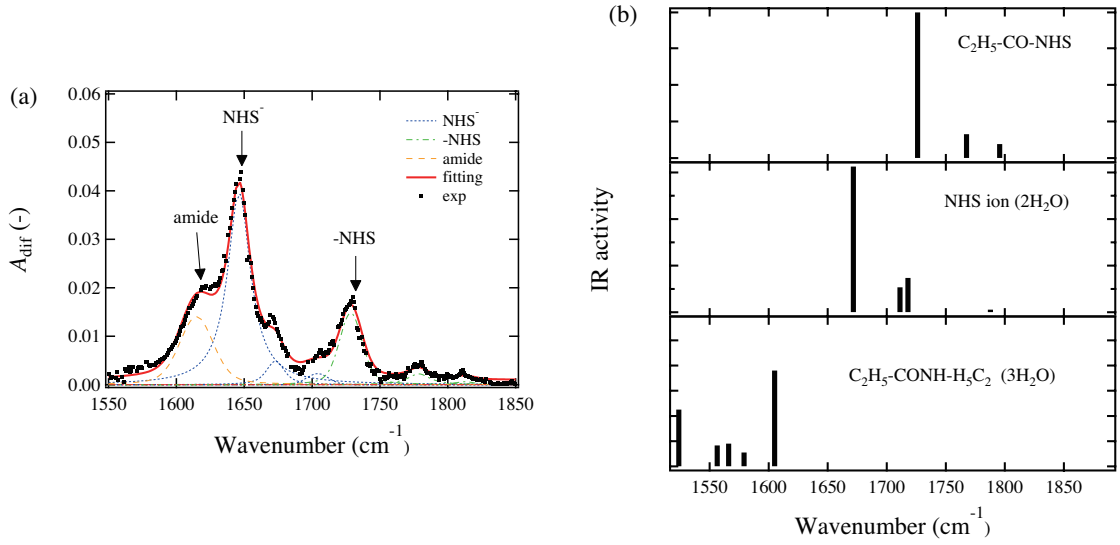 (a)
0.06
0.05
0.04
0.03
0.02
0.01
0.00
A_dif (-)
NHS⁻
amide
-NHS
NHS⁻
-NHS
amide
fitting
exp
1550 1600 1650 1700 1750 1800 1850
Wavenumber (cm⁻¹)
(b)
C₂H₅-CO-NHS
NHS ion (2H₂O)
C₂H₅-CONH-H₅C₂ (3H₂O)
IR activity
1550 1600 1650 1700 1750 1800 1850
Wavenumber (cm⁻¹)